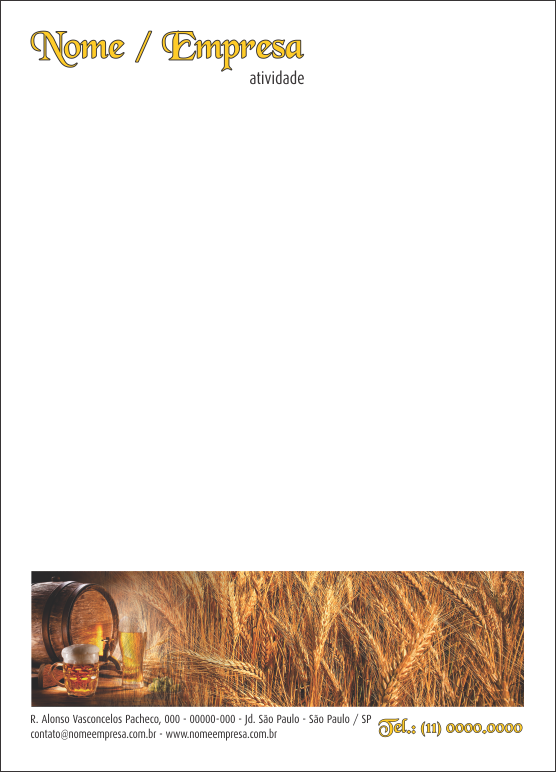 Nome / Empresa
atividade
R. Alonso Vasconcelos Pacheco, 000 - 00000-000 - Jd. São Paulo - São Paulo / SP
contato@nomeempresa.com.br - www.nomeempresa.com.br
Tel.: (11) 0000.0000